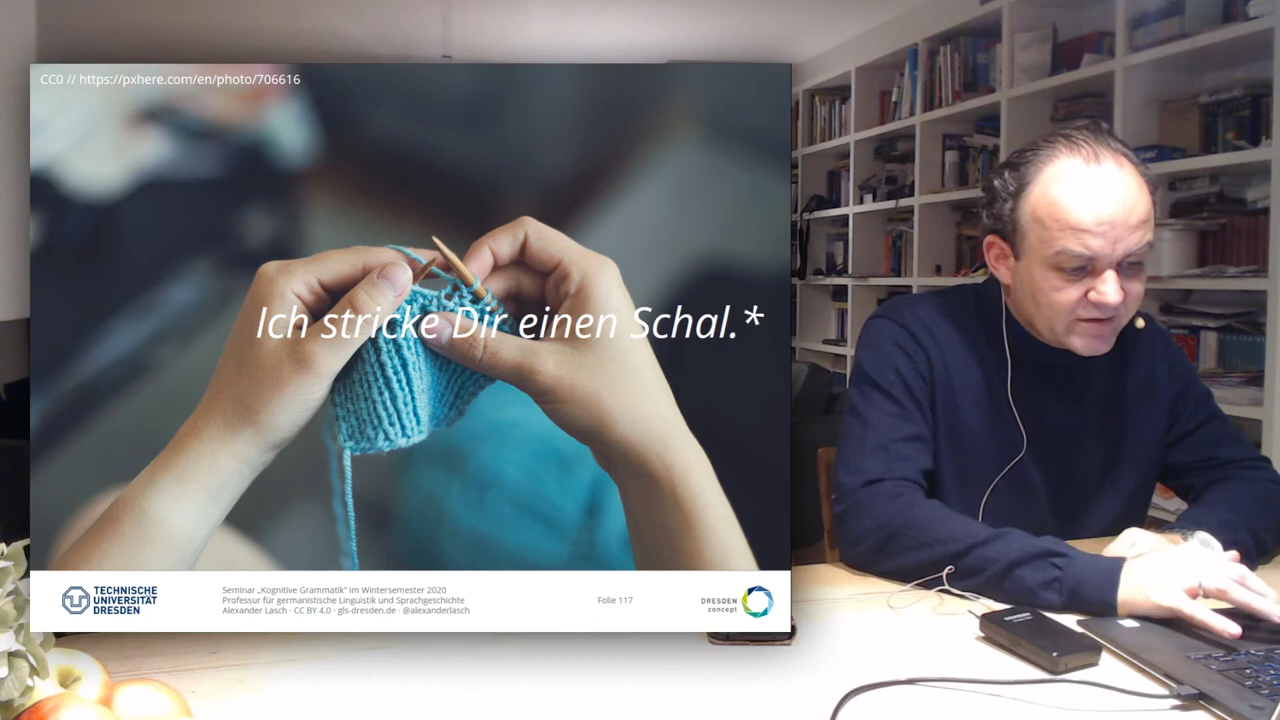 CC0 // https://pxhere.com/en/photo/706616
Ich stricke Dir einen Schal.*
TECHNISCHE
UNIVERSITÄT
DRESDEN
Seminar „Kognitive Grammatik“ im Wintersemester 2020
Professur für germanistische Linguistik und Sprachgeschichte
Alexander Lasch · CC BY 4.0 · gls-dresden.de · @alexanderlasch
Folie 117
DRESDEN
concept